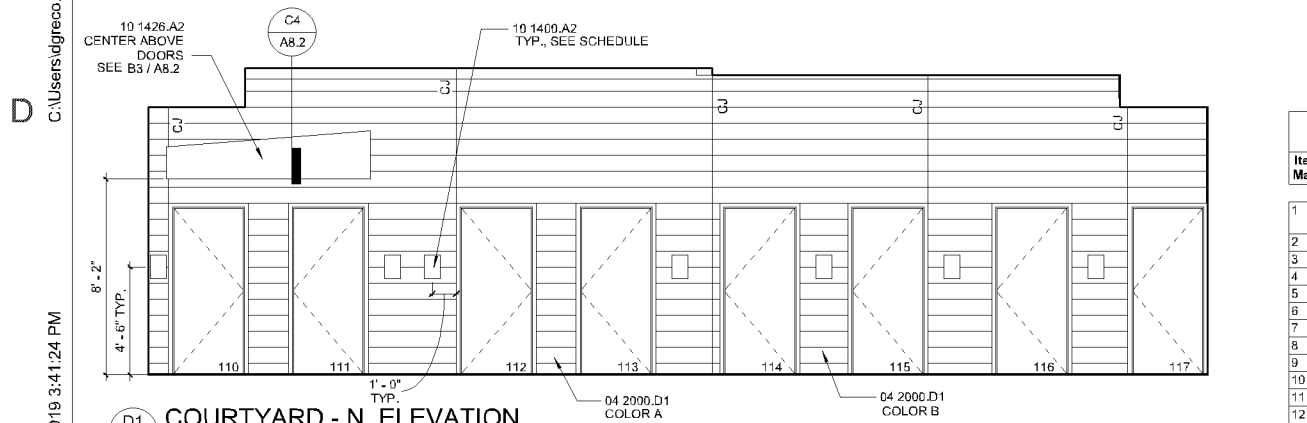 D
C:\Users\dgreco.
019 3:41:24 PM
10 1426.A2
CENTER ABOVE
DOORS
SEE B3 / A8.2
C4
A8.2
10 1400.A2
TYP., SEE SCHEDULE
CJ
CJ
CJ
CJ
CJ
8' - 2"
4' - 6" TYP.
1' - 0"
TYP.
110
111
112
113
114
115
116
117
04 2000.D1
COLOR A
04 2000.D1
COLOR B
D1
COURTYARD - N. ELEVATION
Ite
Ma
1
2
3
4
5
6
7
8
9
10
11
12